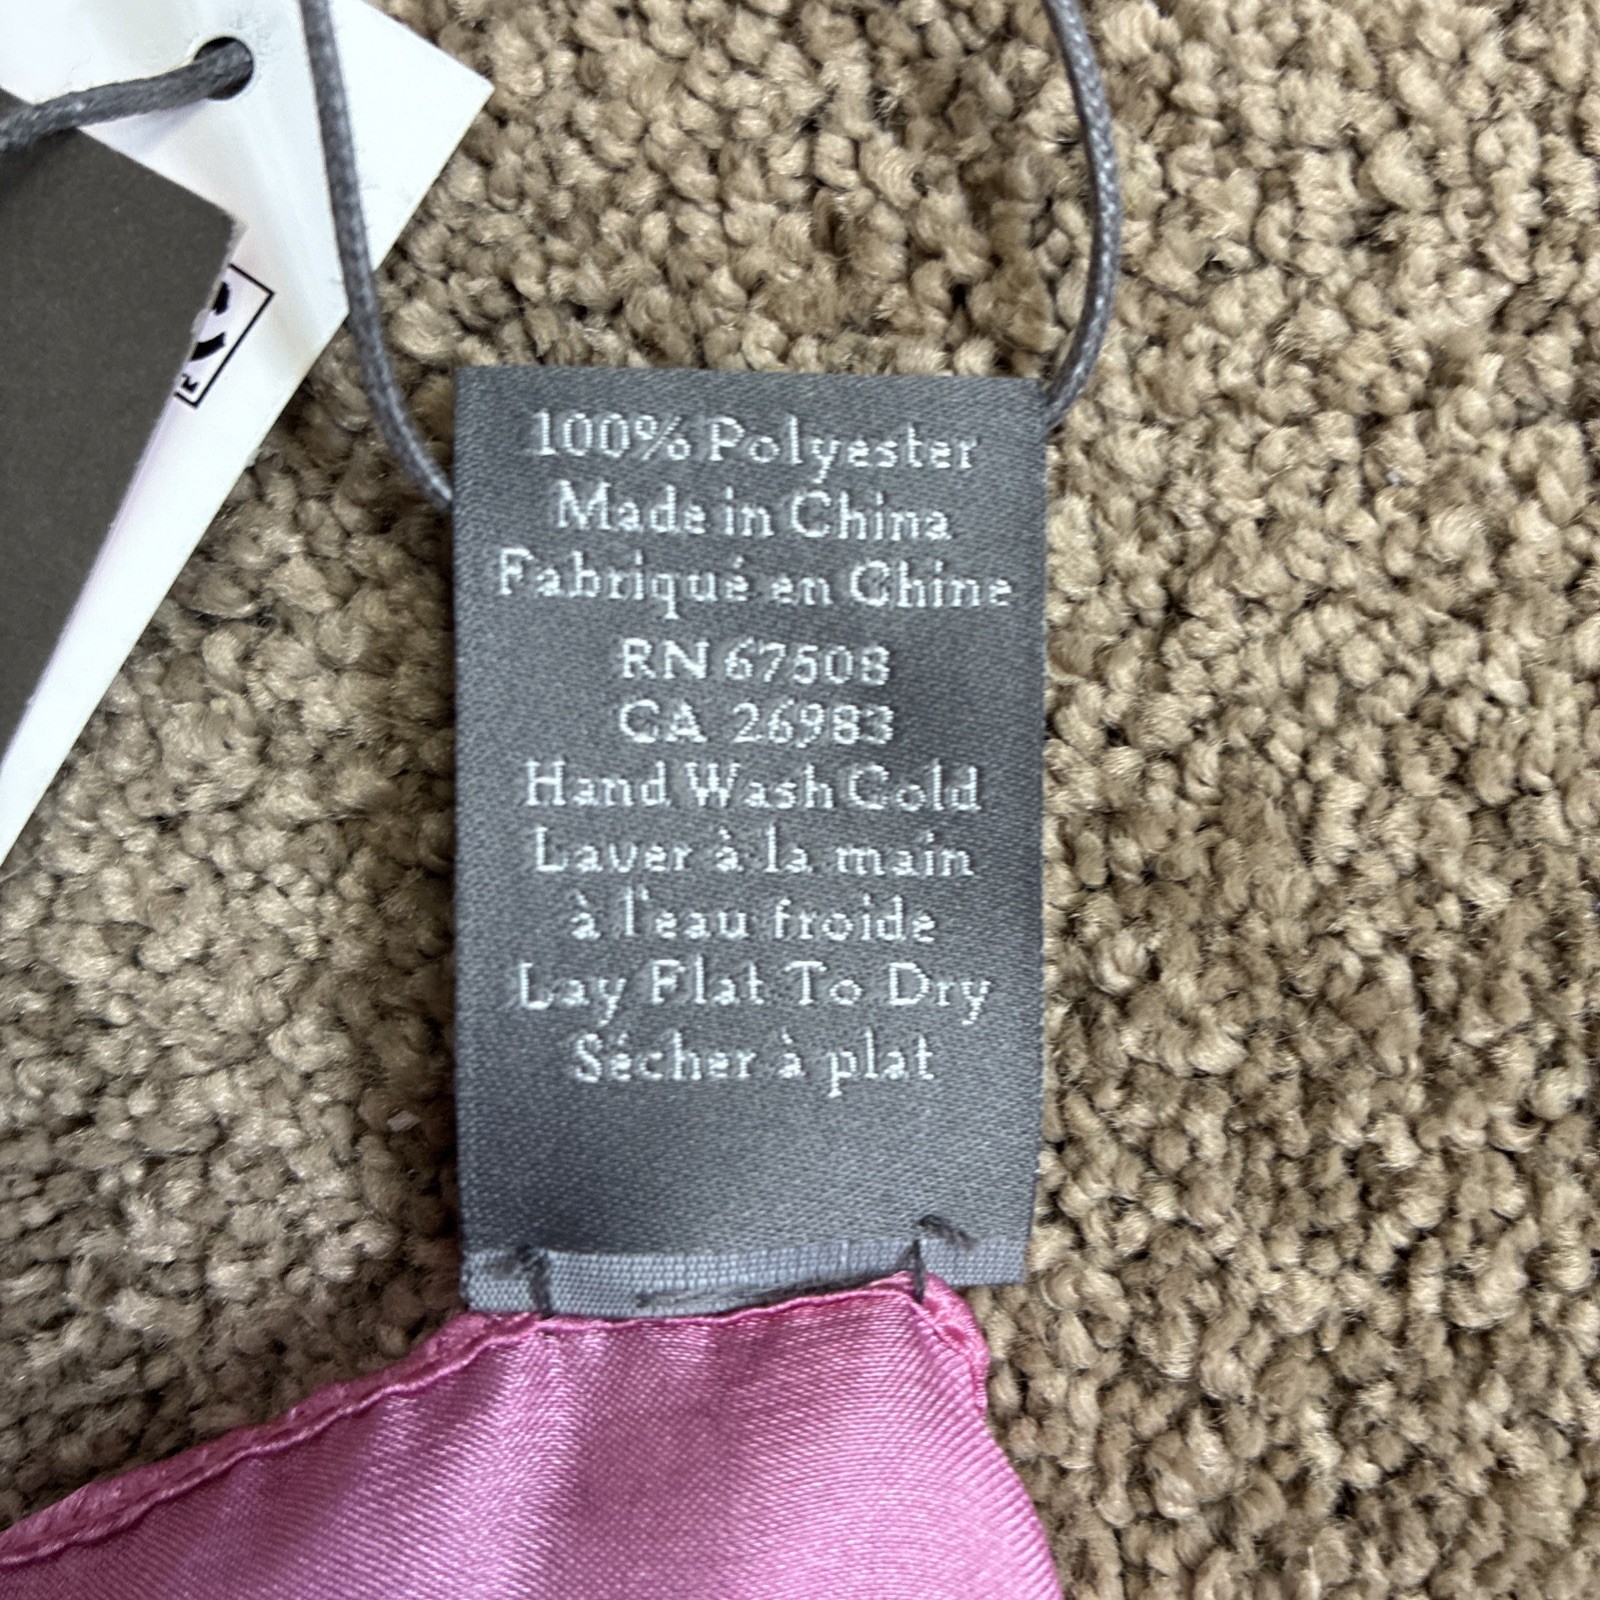 100% Polyester
Made in China
Fabriqué en Chine
RN 67508
CA 26983
Hand Wash Cold
Laver à la main
à l'eau froide
Lay Flat To Dry
Sécher à plat